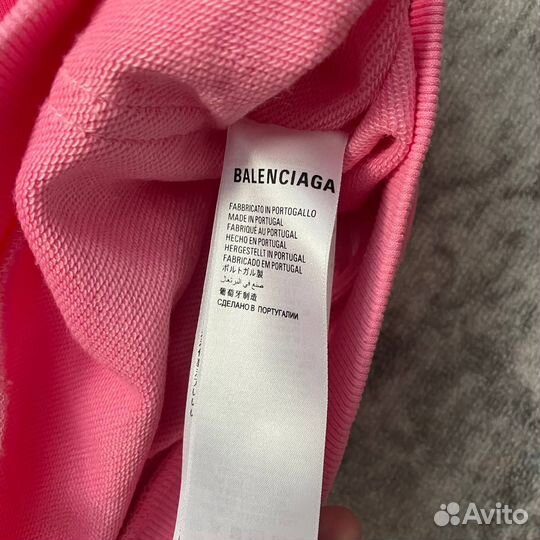 BALENCIAGA
FABBRICATO IN PORTOGALLO
MADE IN PORTUGAL
FABRIQUÉ AU PORTUGAL
HECHO EN PORTUGAL
HERGESTELLT IN PORTUGAL
FABRICADO EM PORTUGAL
ポルトガル製
صنع في البرتغال
葡萄牙制造
СДЕЛАНО В ПОРТУГАЛИИ
Avito